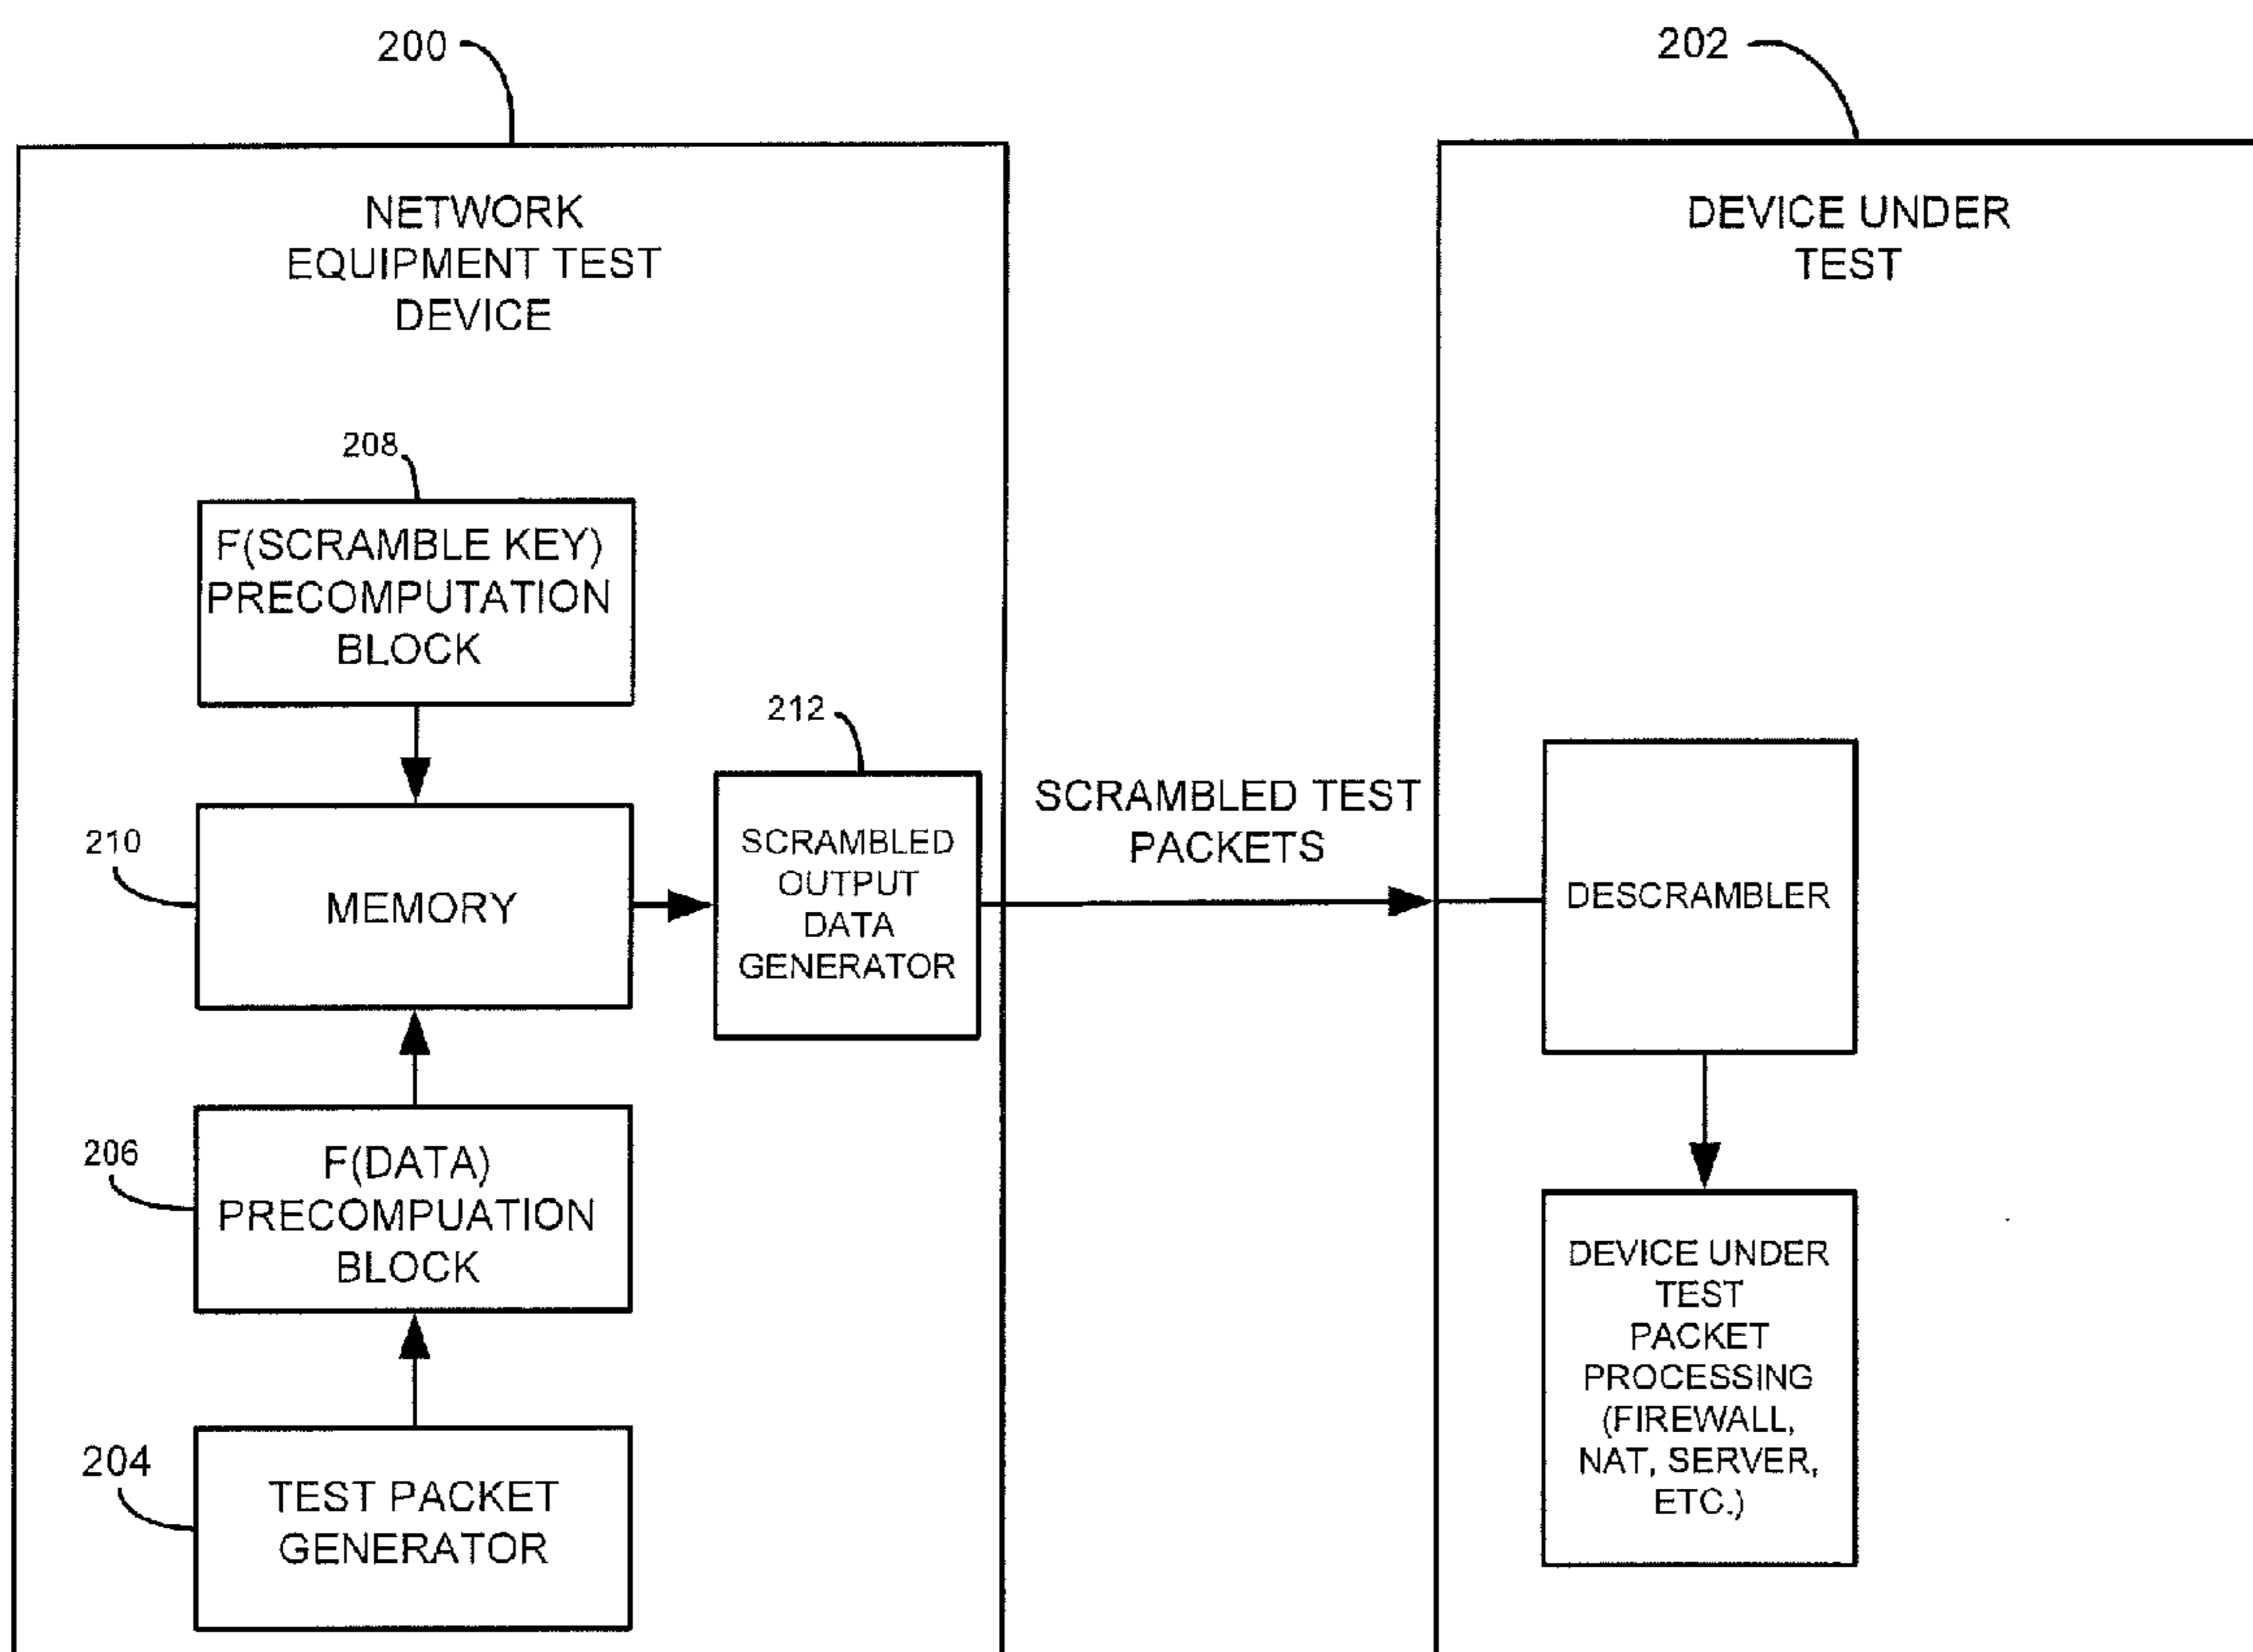 200
202
NETWORK
EQUIPMENT TEST
DEVICE
DEVICE UNDER
TEST
208
F(SCRAMBLE KEY)
PRECOMPUTATION
BLOCK
212
210
MEMORY
SCRAMBLED
OUTPUT
DATA
GENERATOR
SCRAMBLED TEST
PACKETS
DESCRAMBLER
206
F(DATA)
PRECOMPUATION
BLOCK
204
TEST PACKET
GENERATOR
DEVICE UNDER
TEST
PACKET
PROCESSING
(FIREWALL,
NAT, SERVER,
ETC.)